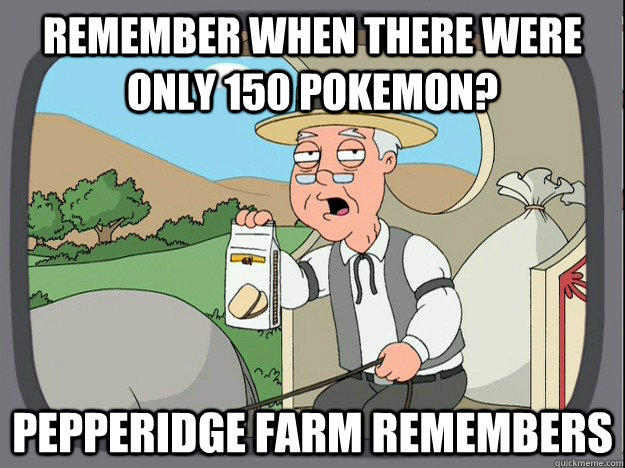 REMEMBER WHEN THERE WERE
ONLY 150 POKEMON?
PEPPERIDGE FARM REMEMBERS
quickmeme.com